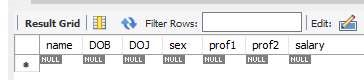 Result Grid Filter Rows: Edit:
name DOB DOJ sex prof1 prof2 salary
NULL NULL NULL NULL NULL NULL NULL